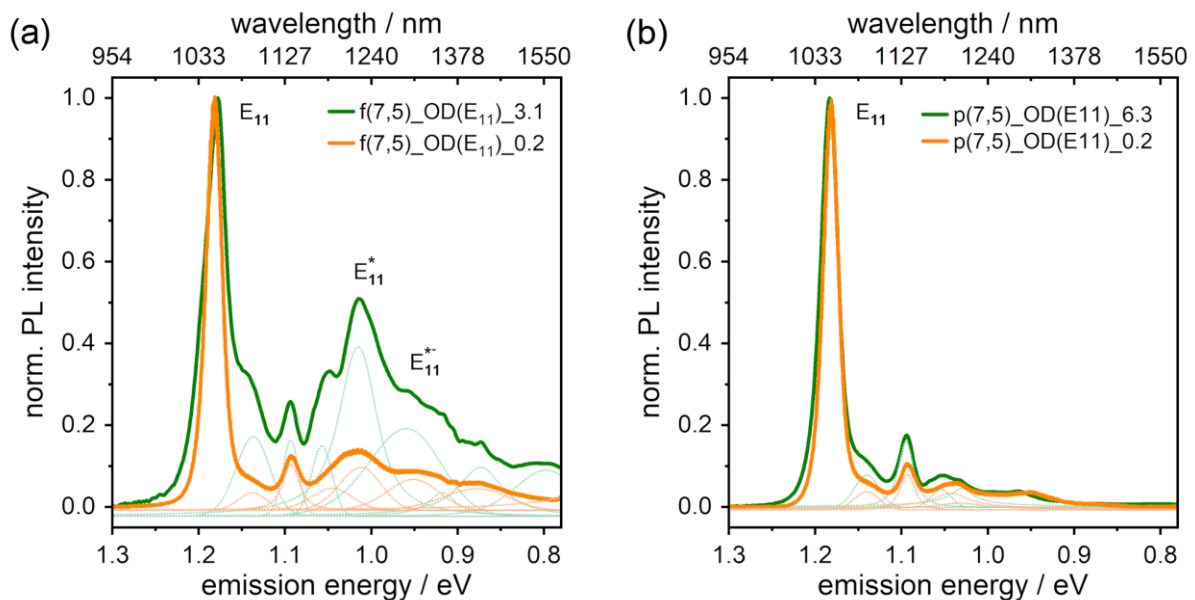 (a)
wavelength / nm
954 1033 1127 1240 1378 1550
norm. PL intensity
1.0
0.8
0.6
0.4
0.2
0.0
E₁₁
f(7,5)_OD(E₁₁)_3.1
f(7,5)_OD(E₁₁)_0.2
E₁₁*
E₁₁*-
1.3 1.2 1.1 1.0 0.9 0.8
emission energy / eV
(b)
wavelength / nm
954 1033 1127 1240 1378 1550
norm. PL intensity
1.0
0.8
0.6
0.4
0.2
0.0
E₁₁
p(7,5)_OD(E11)_6.3
p(7,5)_OD(E11)_0.2
1.3 1.2 1.1 1.0 0.9 0.8
emission energy / eV